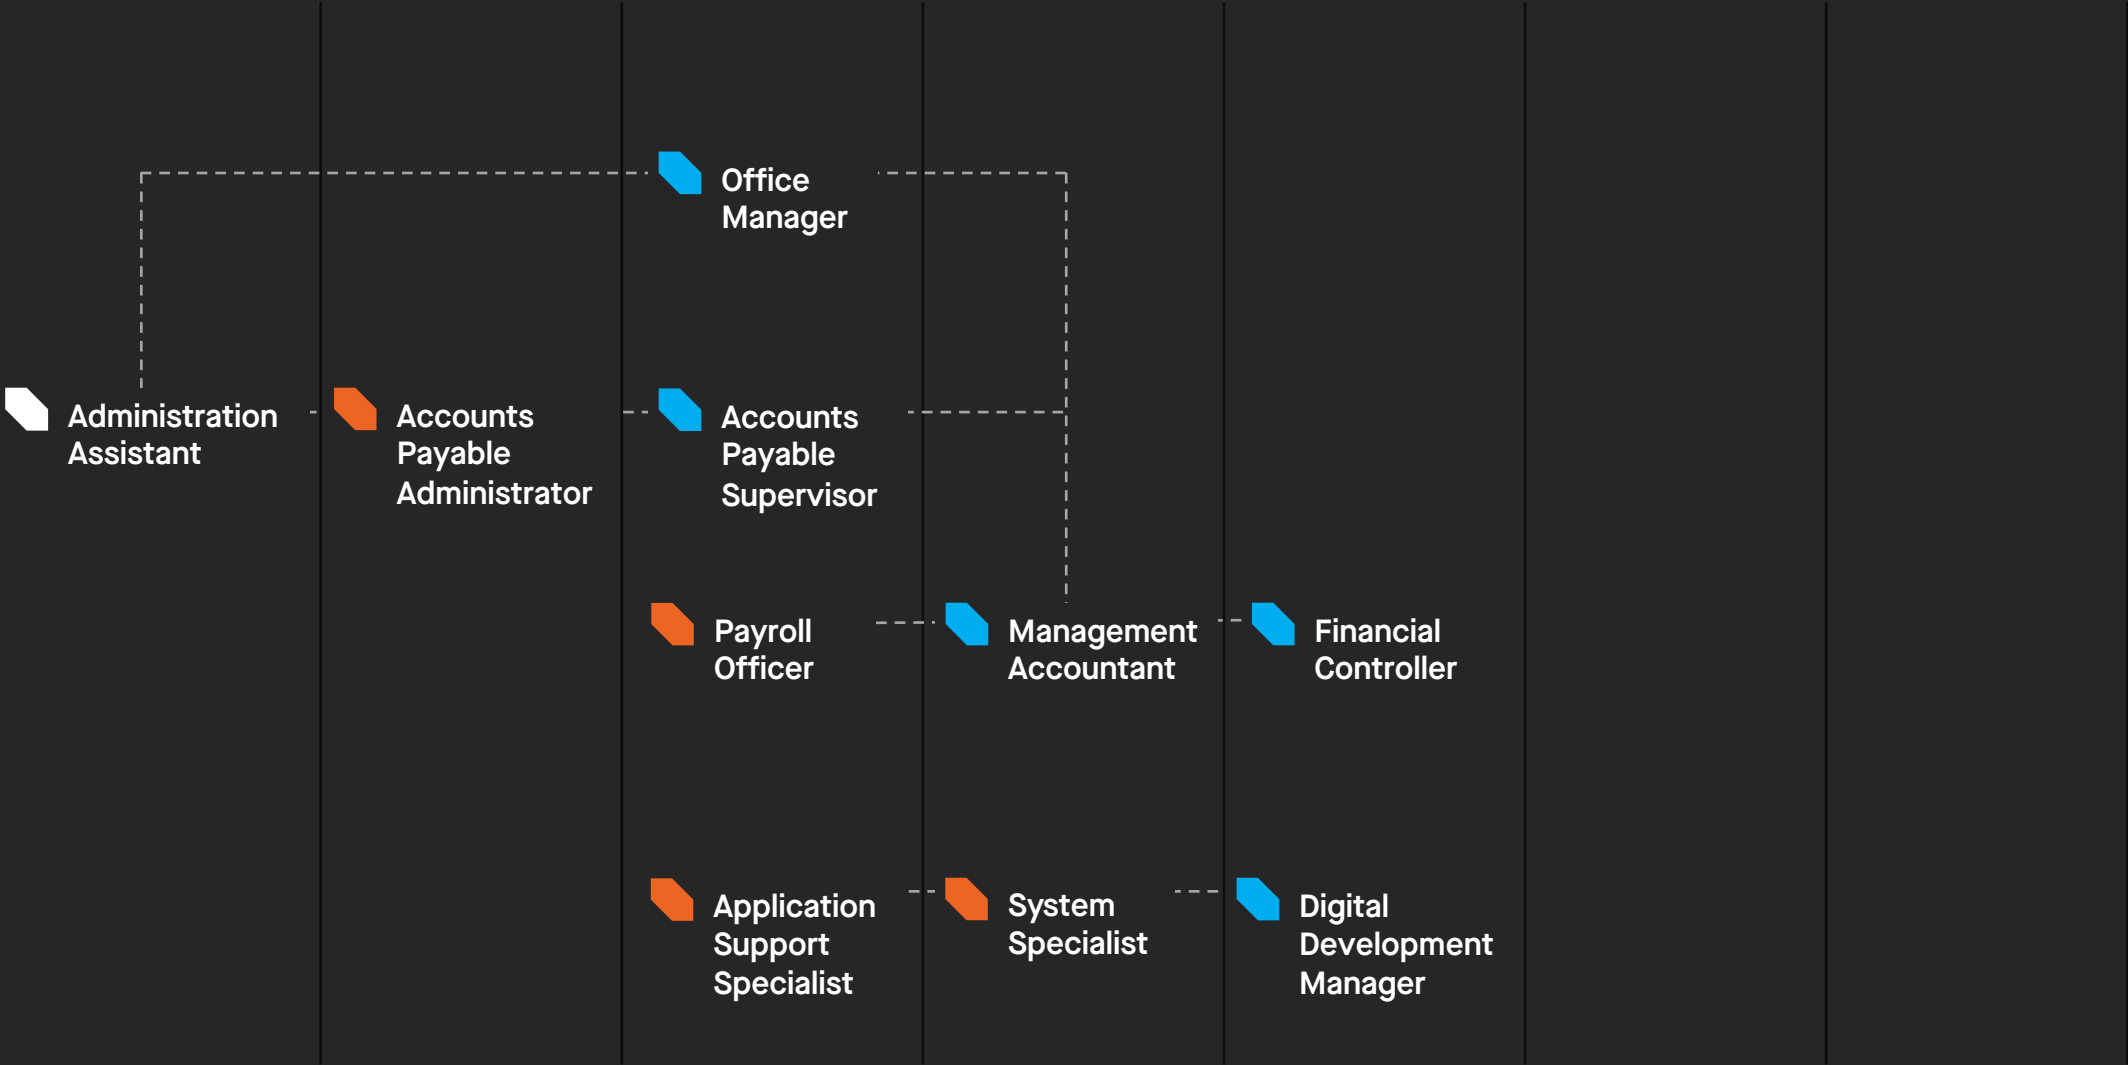 Office
Manager
Administration
Assistant
Accounts
Payable
Administrator
Accounts
Payable
Supervisor
Payroll
Officer
Management
Accountant
Financial
Controller
Application
Support
Specialist
System
Specialist
Digital
Development
Manager